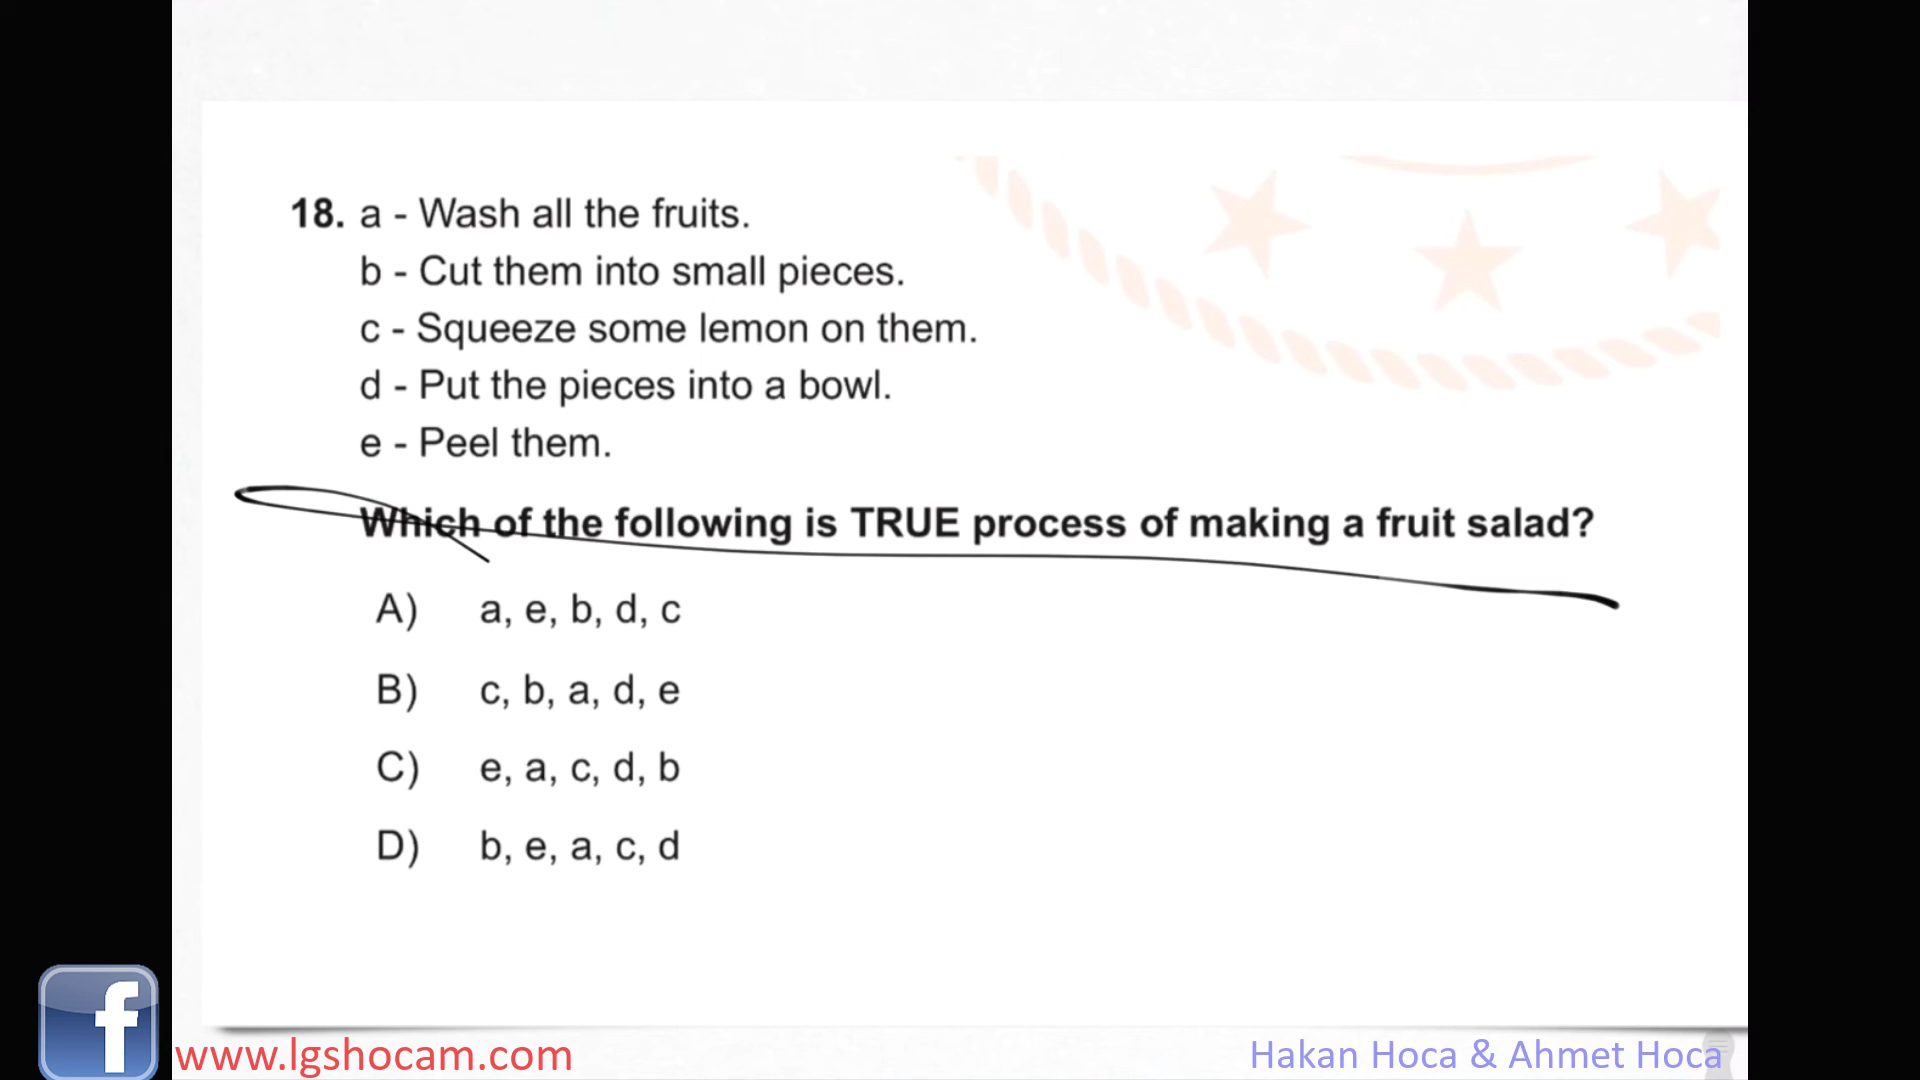 18. a - Wash all the fruits.
b - Cut them into small pieces.
c - Squeeze some lemon on them.
d - Put the pieces into a bowl.
e - Peel them.
Which of the following is TRUE process of making a fruit salad?
A) a, e, b, d, c
B) c, b, a, d, e
C) e, a, c, d, b
D) b, e, a, c, d
f
www.lgshocam.com
Hakan Hoca & Ahmet Hoca